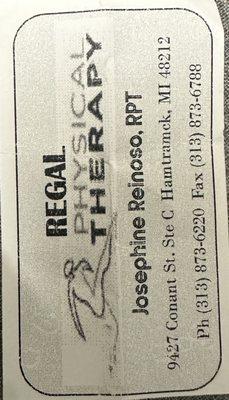 REGAL
PHYSICAL
THERAPY
Josephine Reinoso, RPT
9427 Conant St. Ste C Hamtramck, MI 48212
Ph (313) 873-6220 Fax (313) 873-6788